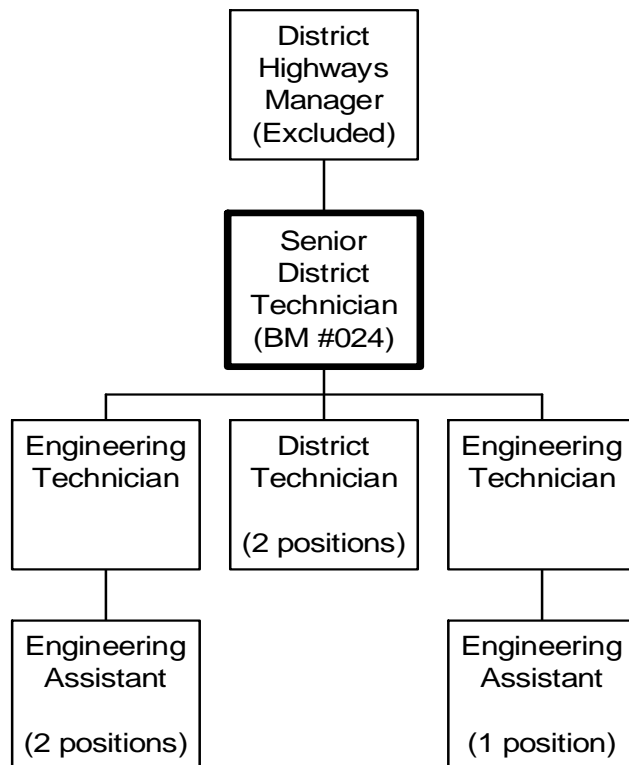 District
Highways
Manager
(Excluded)
Senior
District
Technician
(BM #024)
Engineering
Technician
District
Technician
(2 positions)
Engineering
Technician
Engineering
Assistant
(2 positions)
Engineering
Assistant
(1 position)